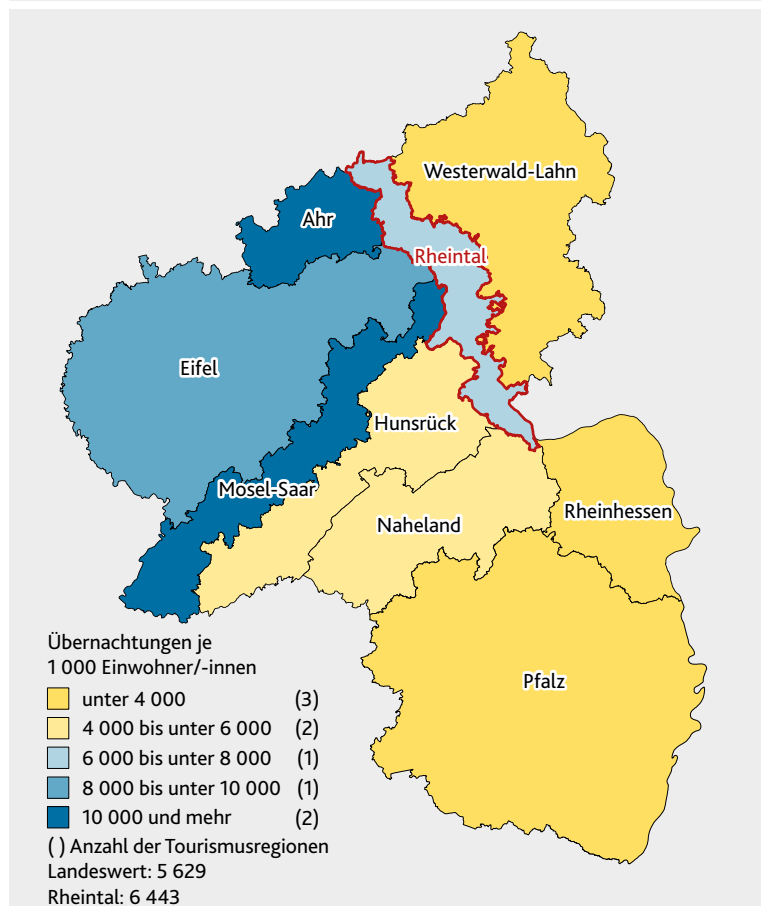 Westerwald-Lahn
Ahr
Rheintal
Eifel
Hunsrück
Mosel-Saar
Rheinhessen
Naheland
Pfalz
Übernachtungen je
1 000 Einwohner/-innen
unter 4 000 (3)
4 000 bis unter 6 000 (2)
6 000 bis unter 8 000 (1)
8 000 bis unter 10 000 (1)
10 000 und mehr (2)
( ) Anzahl der Tourismusregionen
Landeswert: 5 629
Rheintal: 6 443